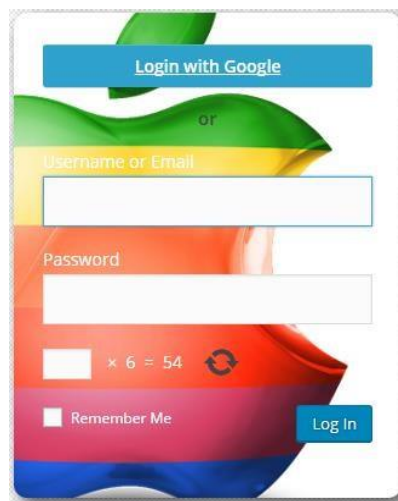 Login with Google
or
Username or Email
Password
× 6 = 54
Remember Me
Log In